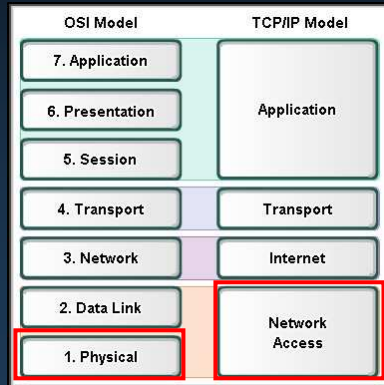 OSI Model
TCP/IP Model
7. Application
6. Presentation
5. Session
4. Transport
3. Network
2. Data Link
1. Physical
Application
Transport
Internet
Network
Access